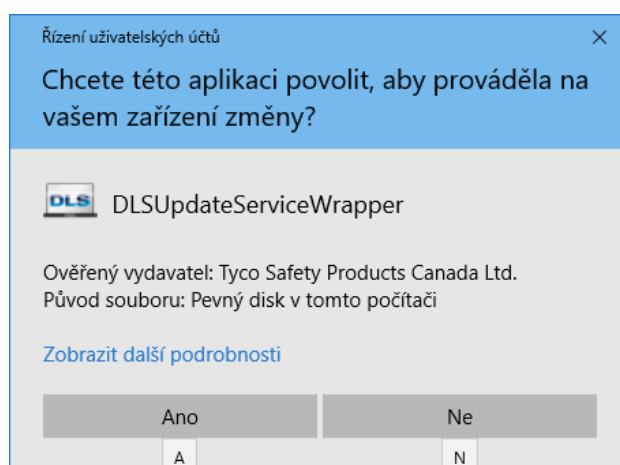 Řízení uživatelských účtů
Chcete této aplikaci povolit, aby prováděla na
vašem zařízení změny?
DLS DLSUpdateServiceWrapper
Ověřený vydavatel: Tyco Safety Products Canada Ltd.
Původ souboru: Pevný disk v tomto počítači
Zobrazit další podrobnosti
Ano Ne
A N